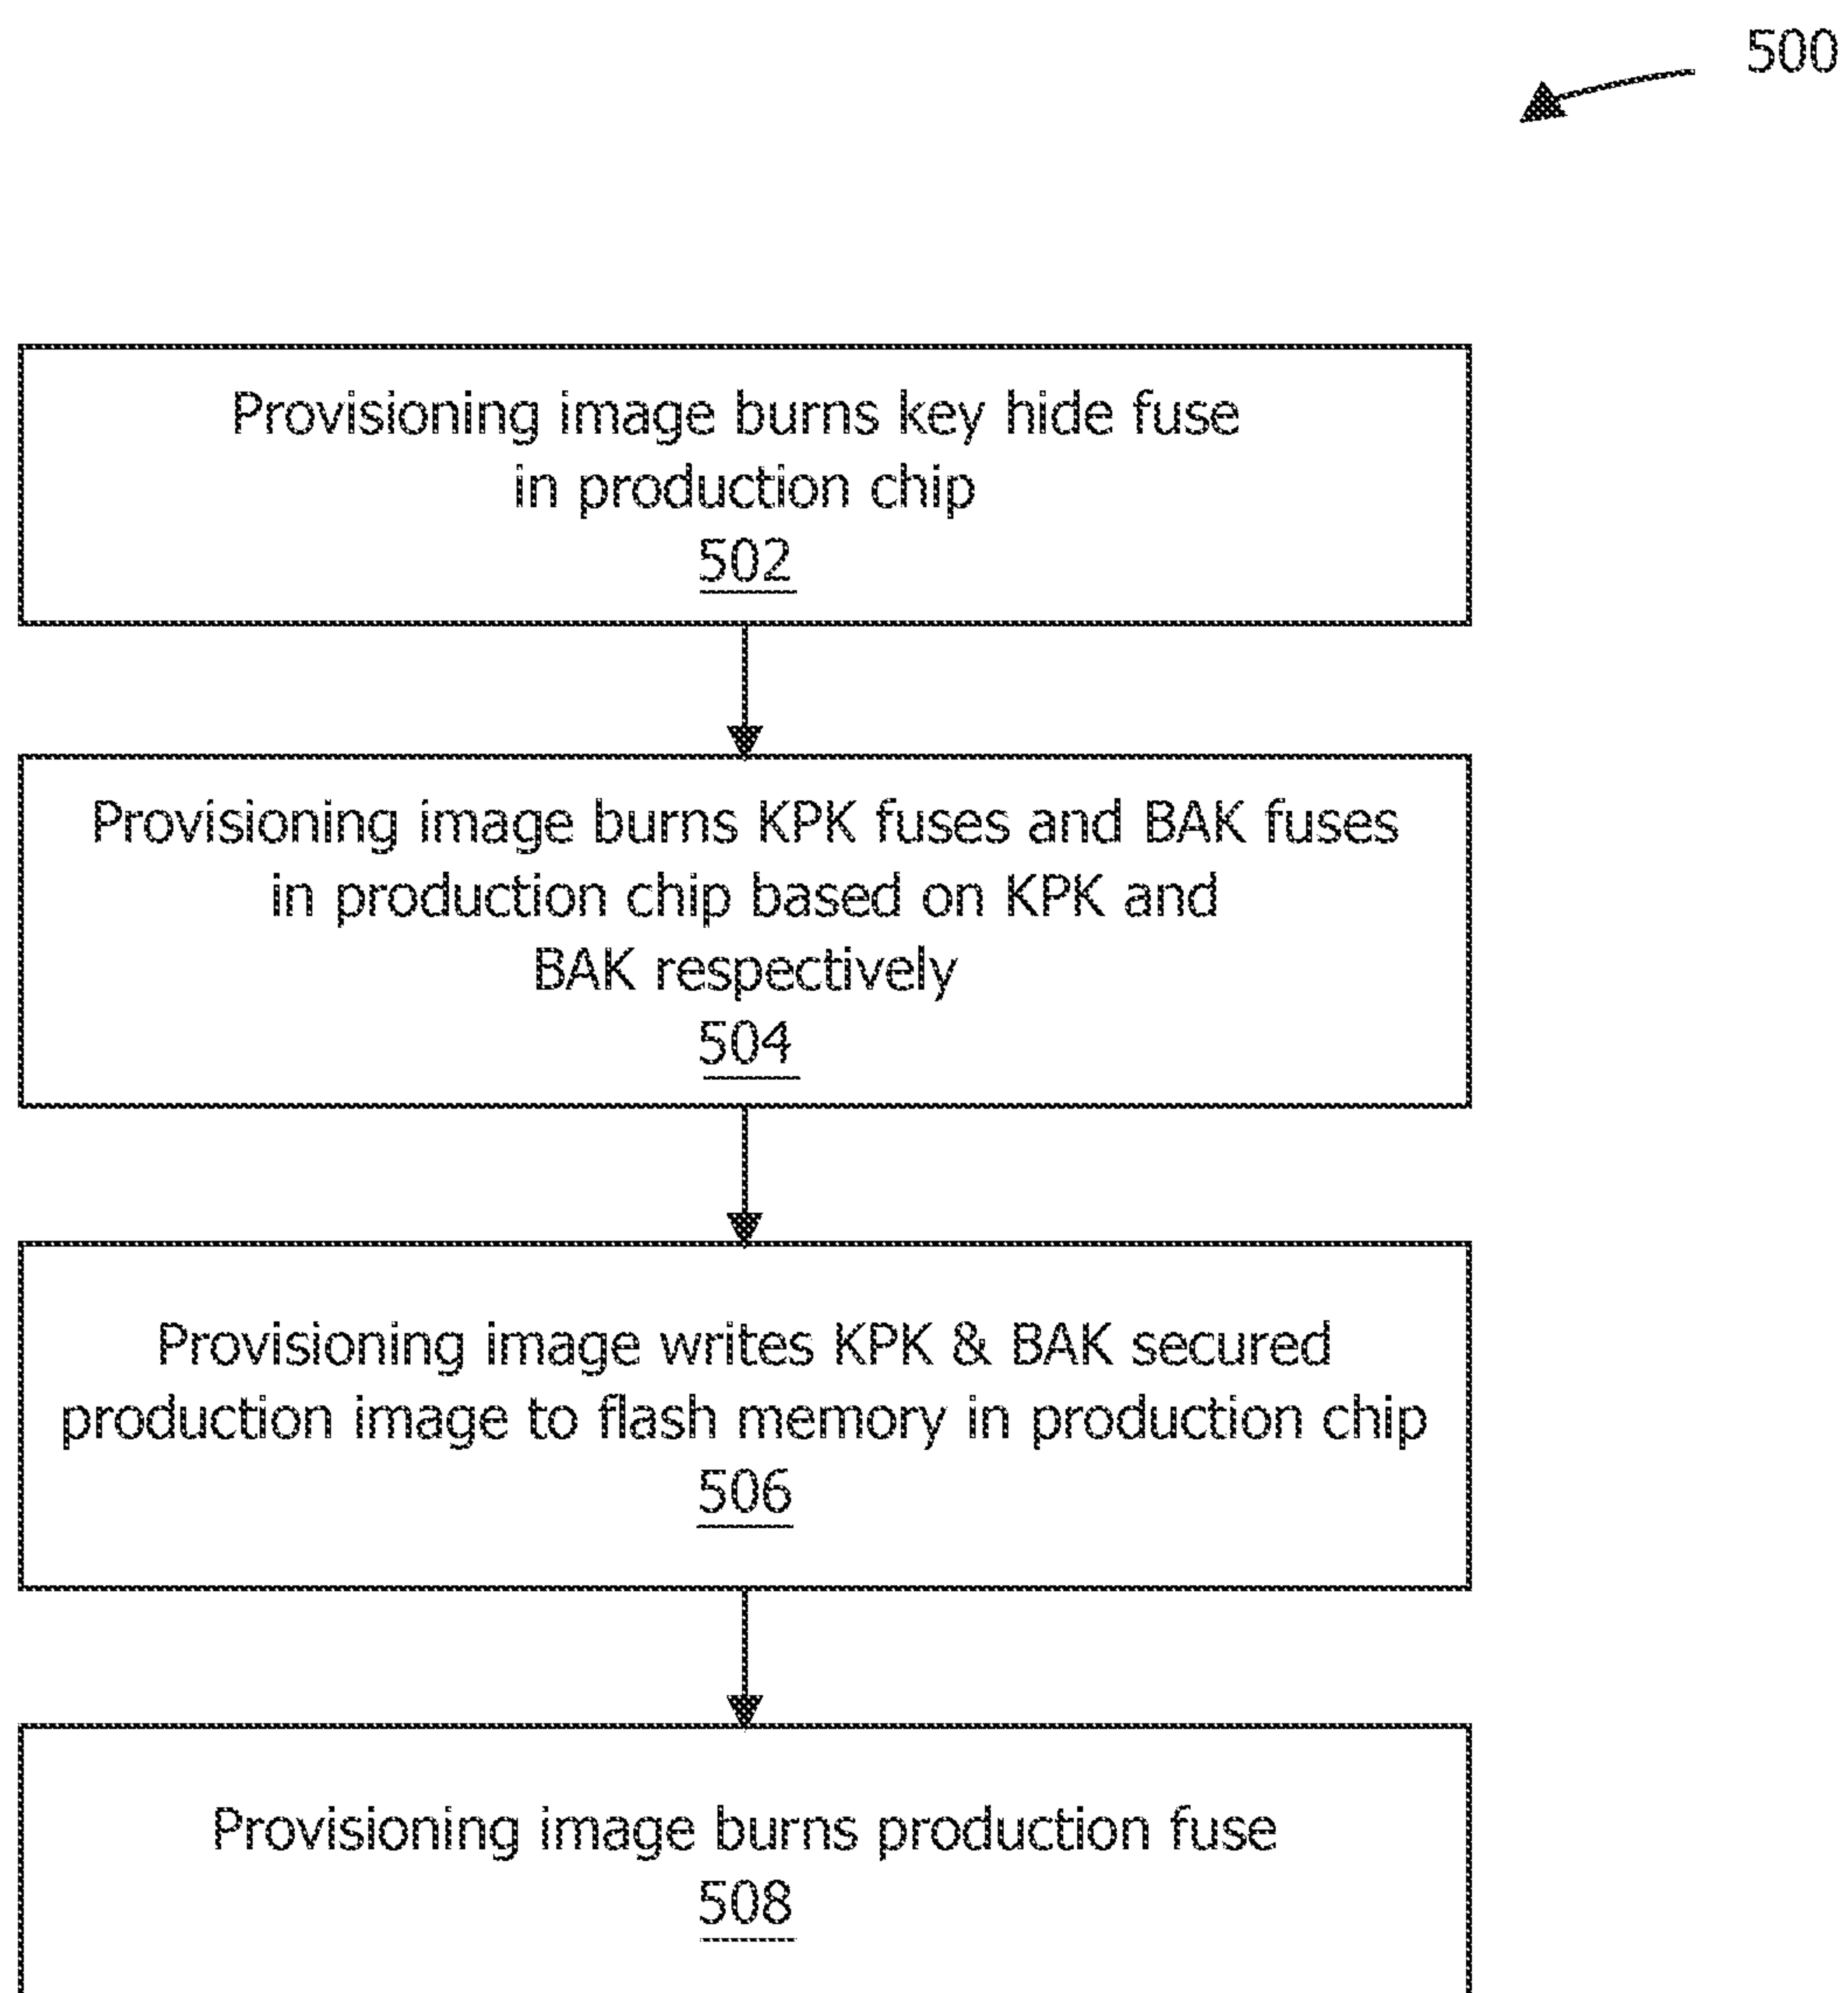 500
Provisioning image burns key hide fuse
in production chip
502
Provisioning image burns KPK fuses and BAK fuses
in production chip based on KPK and
BAK respectively
504
Provisioning image writes KPK & BAK secured
production image to flash memory in production chip
506
Provisioning image burns production fuse
508